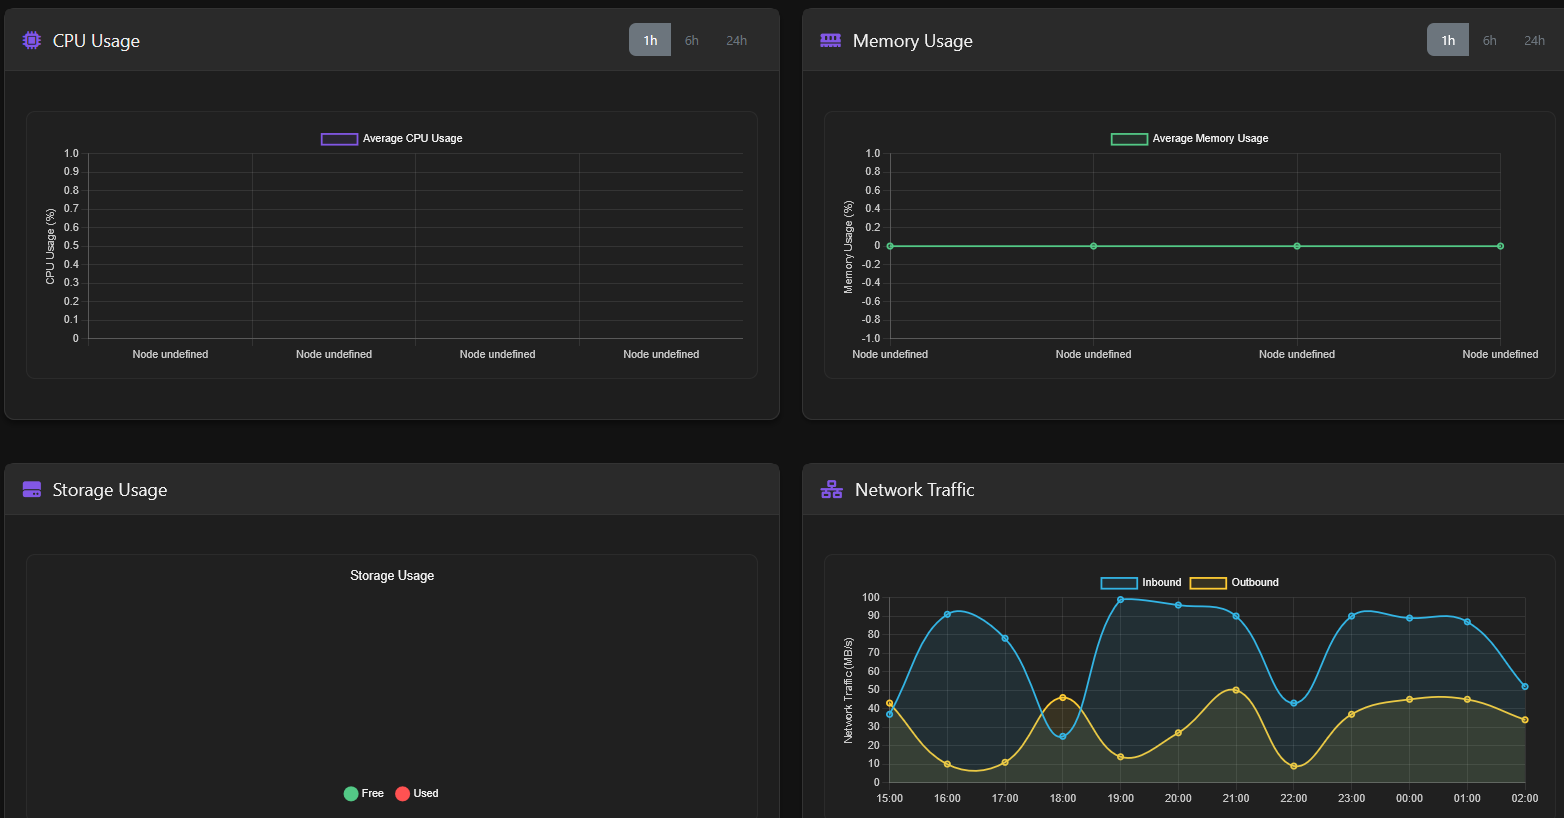 CPU Usage
1h 6h 24h
Average CPU Usage
CPU Usage (%)
1.0
0.9
0.8
0.7
0.6
0.5
0.4
0.3
0.2
0.1
0
Node undefined Node undefined Node undefined Node undefined
Memory Usage
1h 6h 24h
Average Memory Usage
Memory Usage (%)
1.0
0.8
0.6
0.4
0.2
0
-0.2
-0.4
-0.6
-0.8
-1.0
Node undefined Node undefined Node undefined Node undefined
Storage Usage
Storage Usage
Free Used
Network Traffic
Inbound Outbound
Network Traffic (MB/s)
100
90
80
70
60
50
40
30
20
10
0
15:00 16:00 17:00 18:00 19:00 20:00 21:00 22:00 23:00 00:00 01:00 02:00